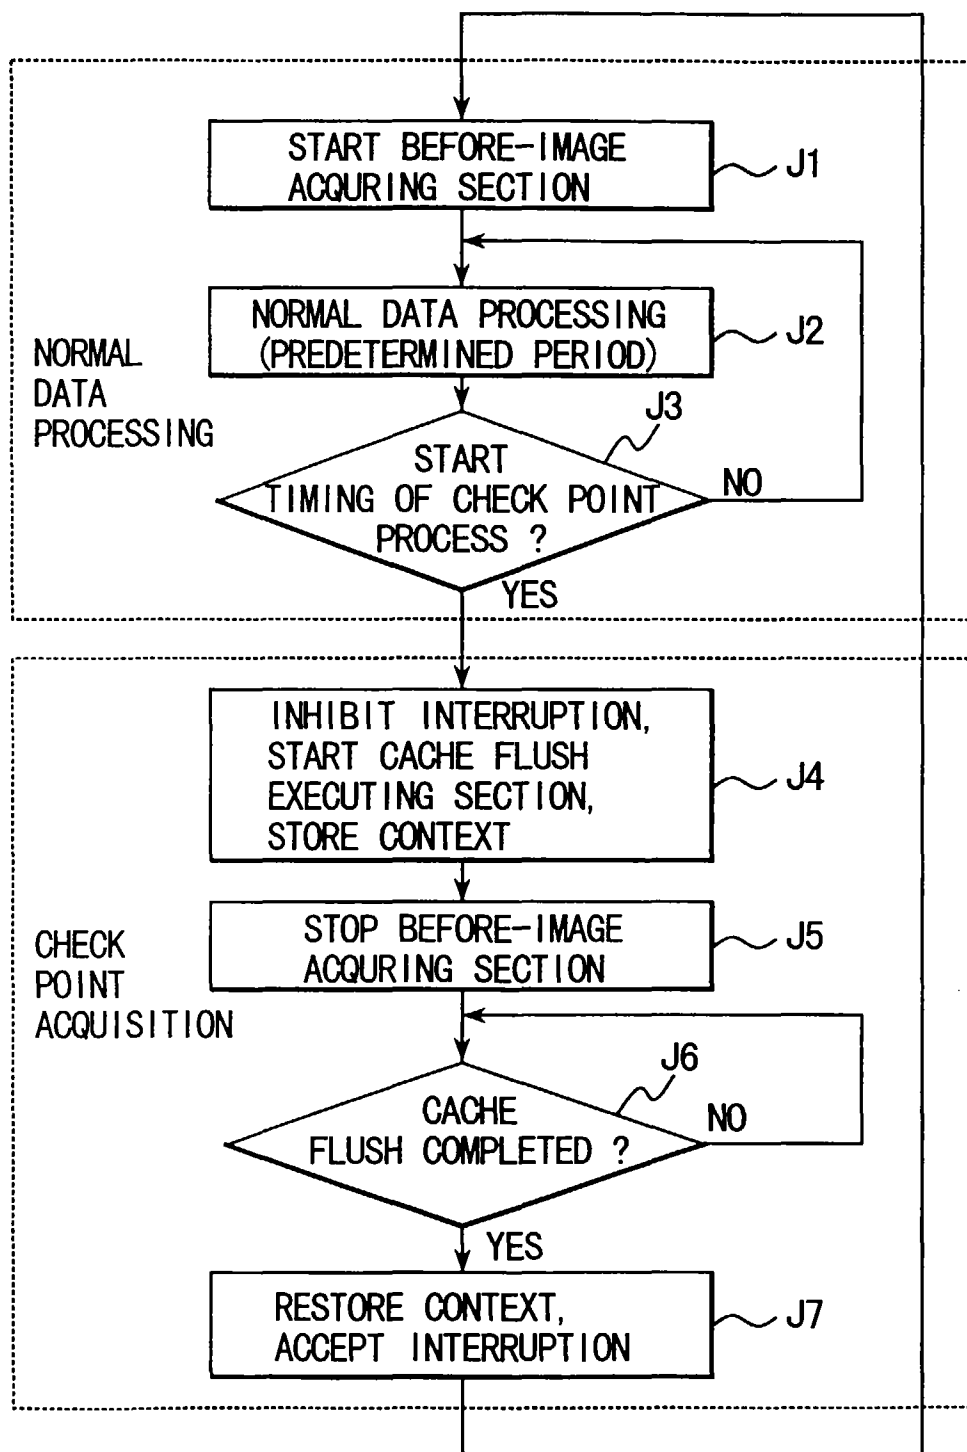 START BEFORE-IMAGE
ACQURING SECTION
J1
NORMAL DATA PROCESSING
(PREDETERMINED PERIOD)
J2
NORMAL
DATA
PROCESSING
J3
START
TIMING OF CHECK POINT
PROCESS ?
NO
YES
INHIBIT INTERRUPTION,
START CACHE FLUSH
EXECUTING SECTION,
STORE CONTEXT
J4
STOP BEFORE-IMAGE
ACQURING SECTION
J5
CHECK
POINT
ACQUISITION
J6
CACHE
FLUSH COMPLETED ?
NO
YES
RESTORE CONTEXT,
ACCEPT INTERRUPTION
J7